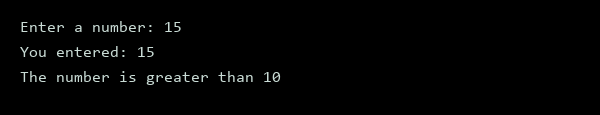 Enter a number: 15
You entered: 15
The number is greater than 10